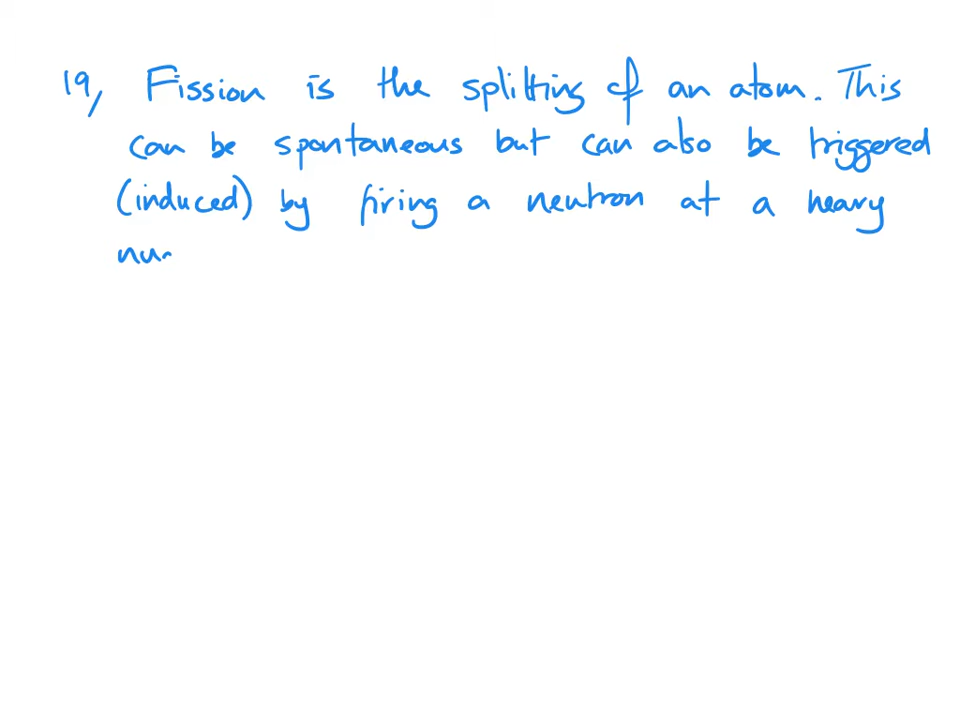 19, Fission is the splitting of an atom. This
can be spontaneous but can also be triggered
(induced) by firing a neutron at a heavy